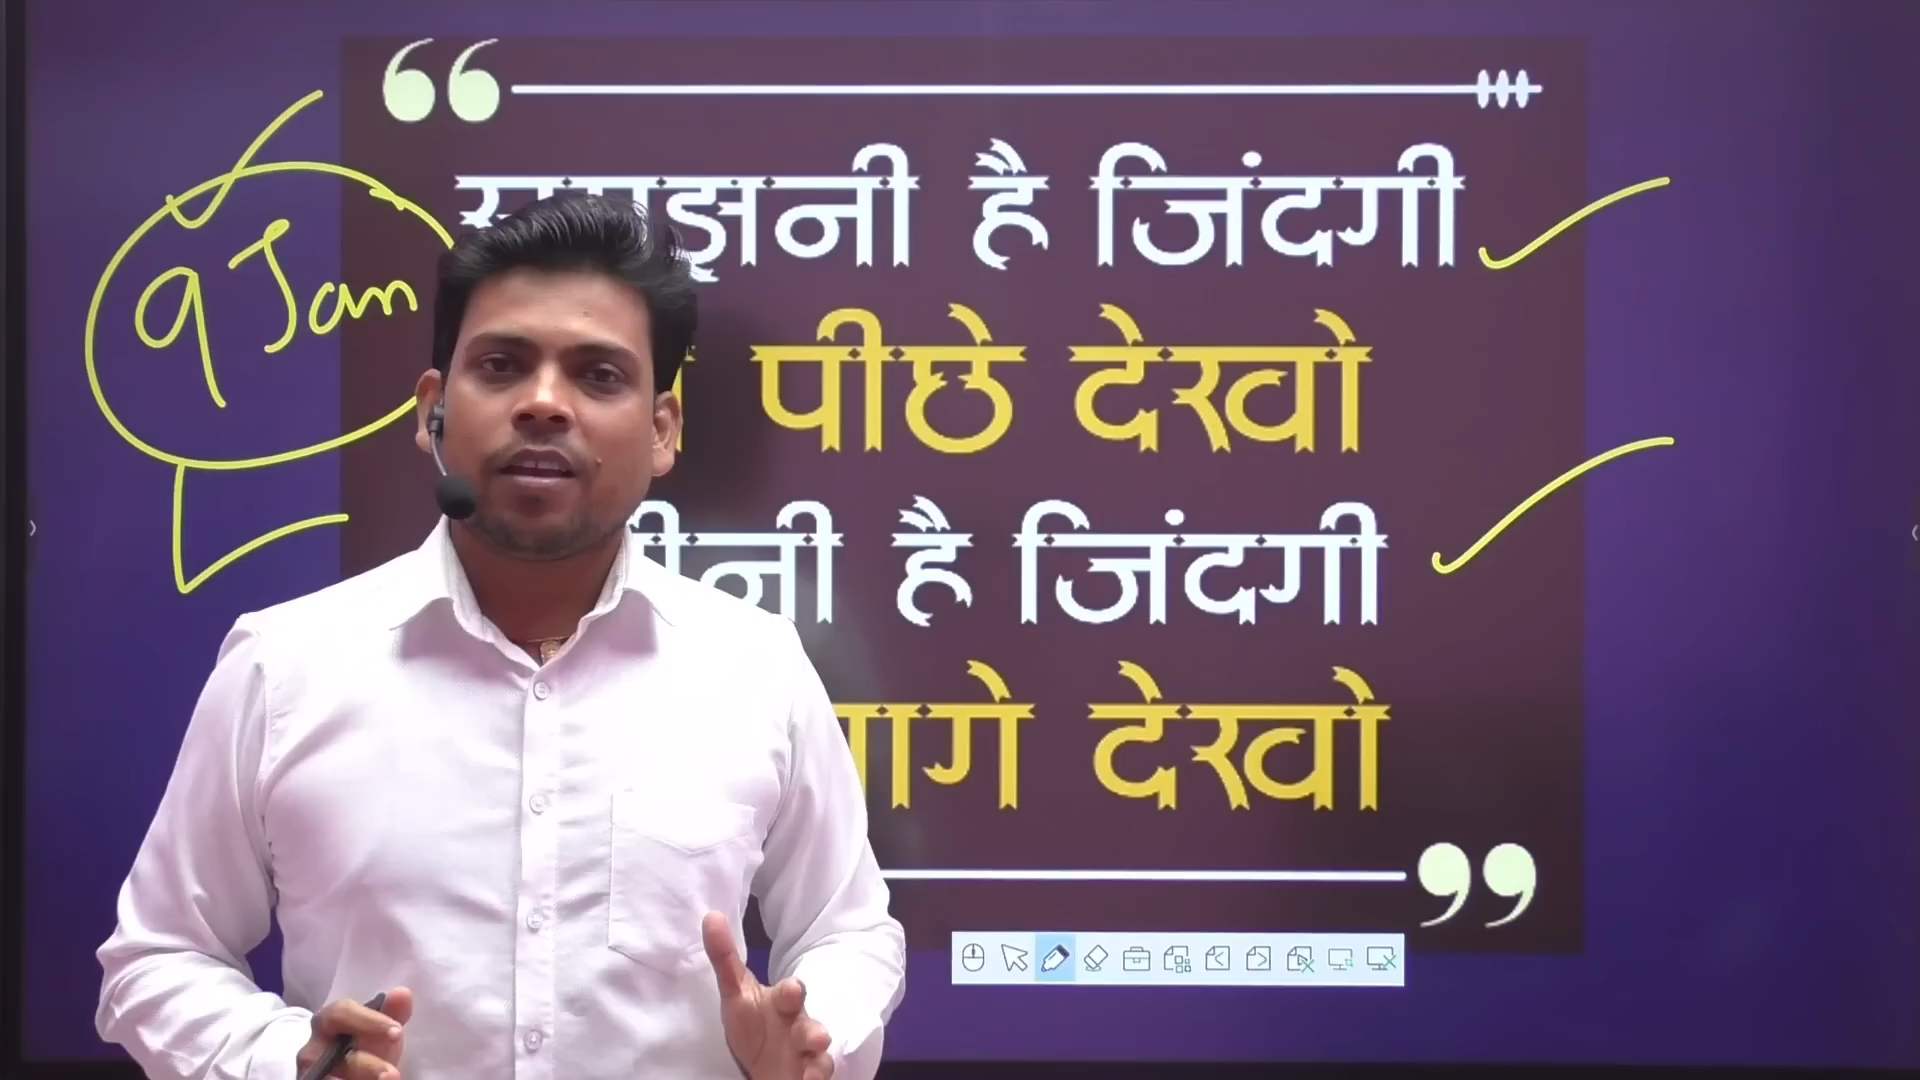 9 Jan
है जिंदगी
पीछे देखो
है जिंदगी
देखो